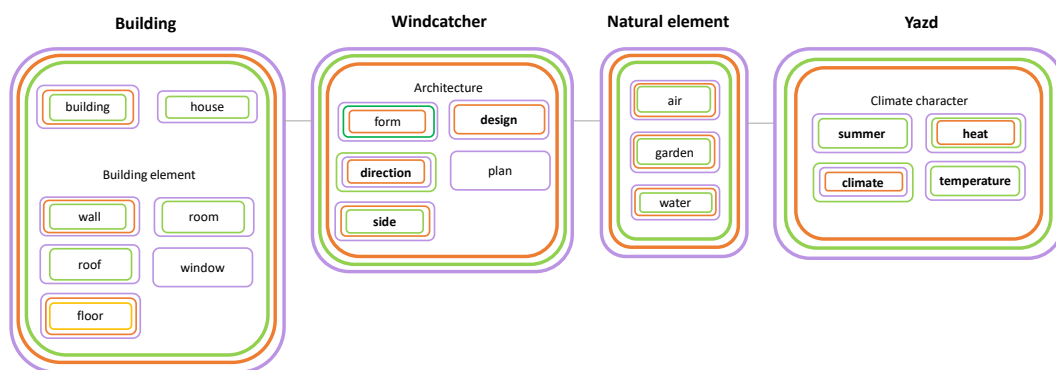 Building
Windcatcher
Natural element
Yazd
building
house
Building element
wall
room
roof
window
floor
Architecture
form
design
direction
plan
side
air
garden
water
Climate character
summer
heat
climate
temperature